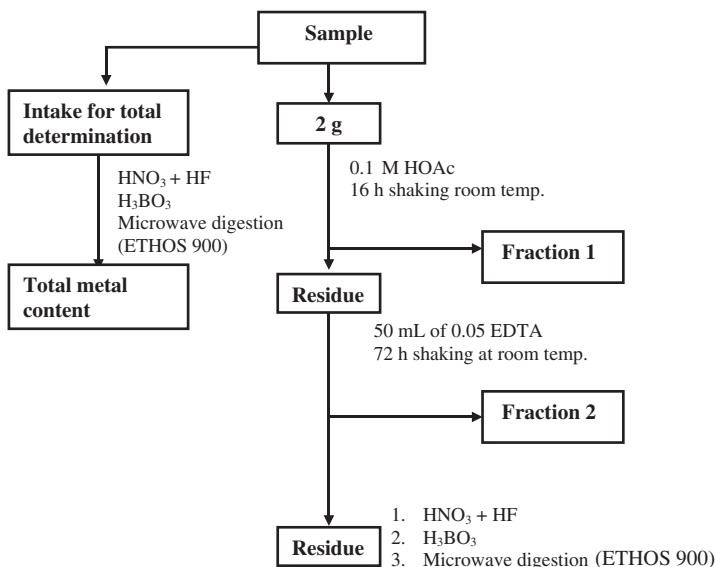 Sample
Intake for total
determination
2 g
HNO₃ + HF
H₃BO₃
Microwave digestion
(ETHOS 900)
0.1 M HOAc
16 h shaking room temp.
Fraction 1
Total metal
content
Residue
50 mL of 0.05 EDTA
72 h shaking at room temp.
Fraction 2
Residue
1. HNO₃ + HF
2. H₃BO₃
3. Microwave digestion (ETHOS 900)